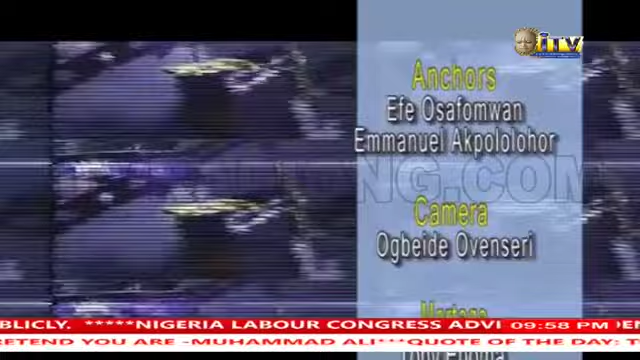 iTV
Anchors
Efe Osafomwan
Emmanuel Akpololohor
Camera
Ogbeide Ovenseri
BLICLY. *****NIGERIA LABOUR CONGRESS ADVI 09:58 PM
RETEND YOU ARE -MUHAMMAD ALI***QUOTE OF THE DAY: T